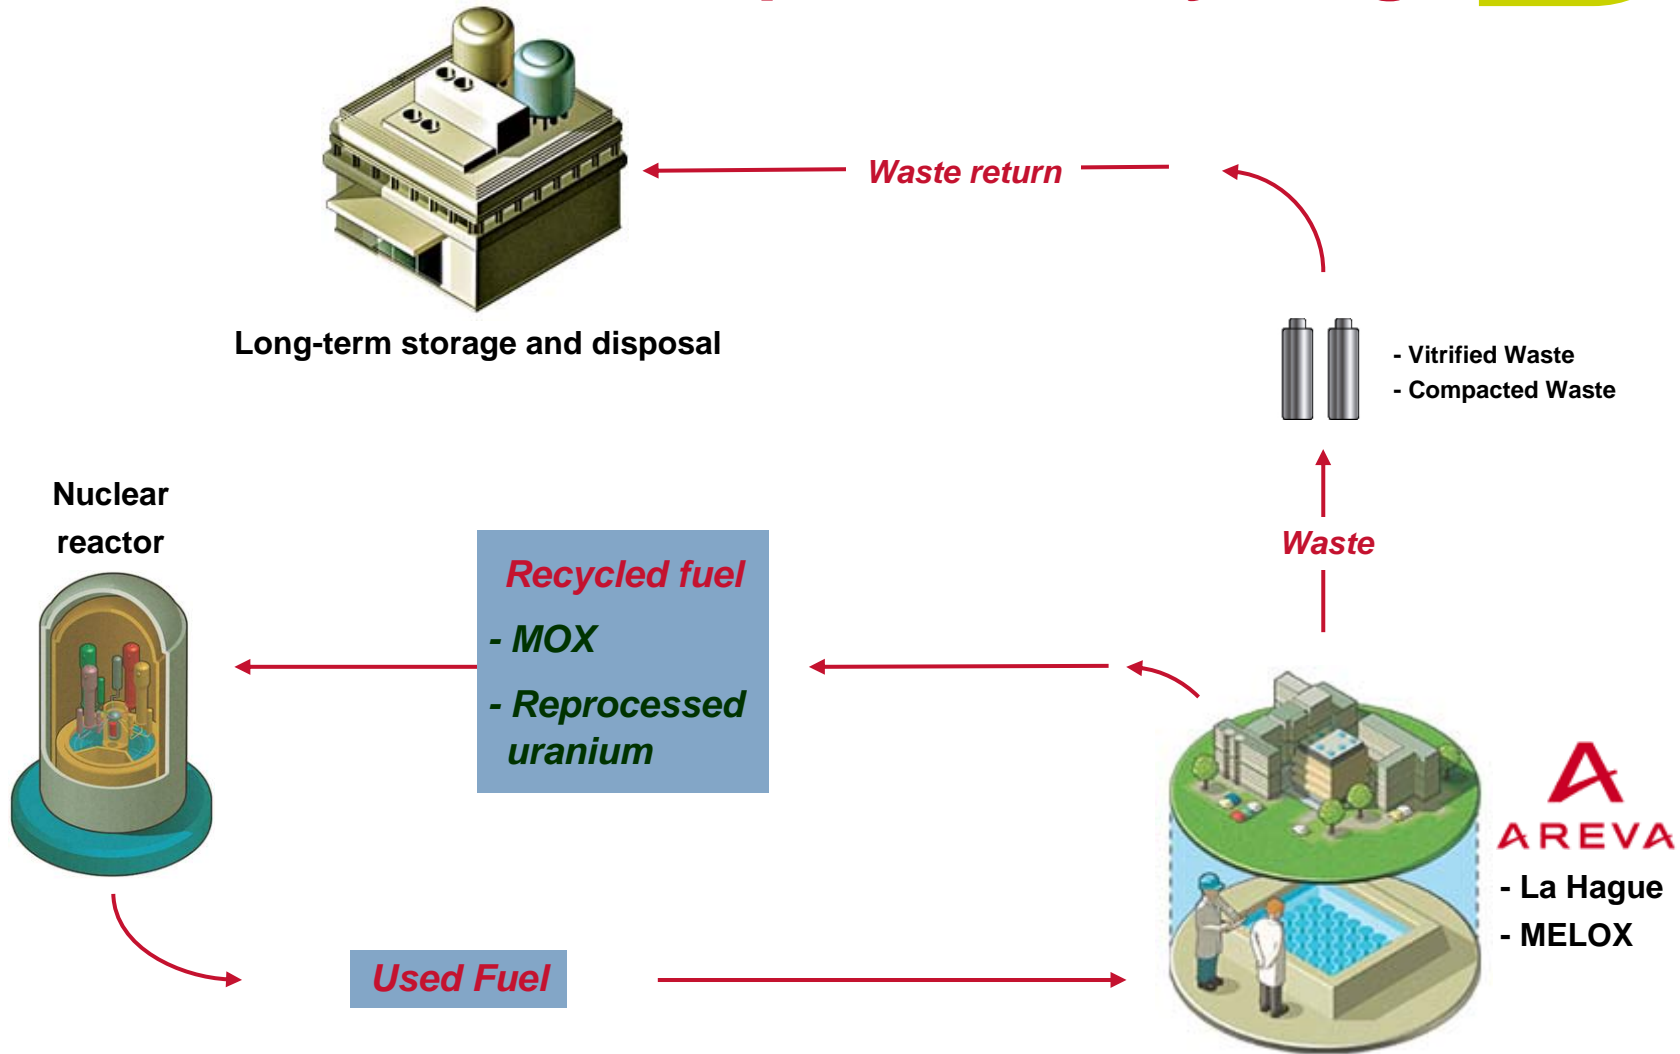 Waste return
Long-term storage and disposal
- Vitrified Waste
- Compacted Waste
Nuclear
reactor
Waste
Recycled fuel
- MOX
- Reprocessed
uranium
AREVA
- La Hague
- MELOX
Used Fuel